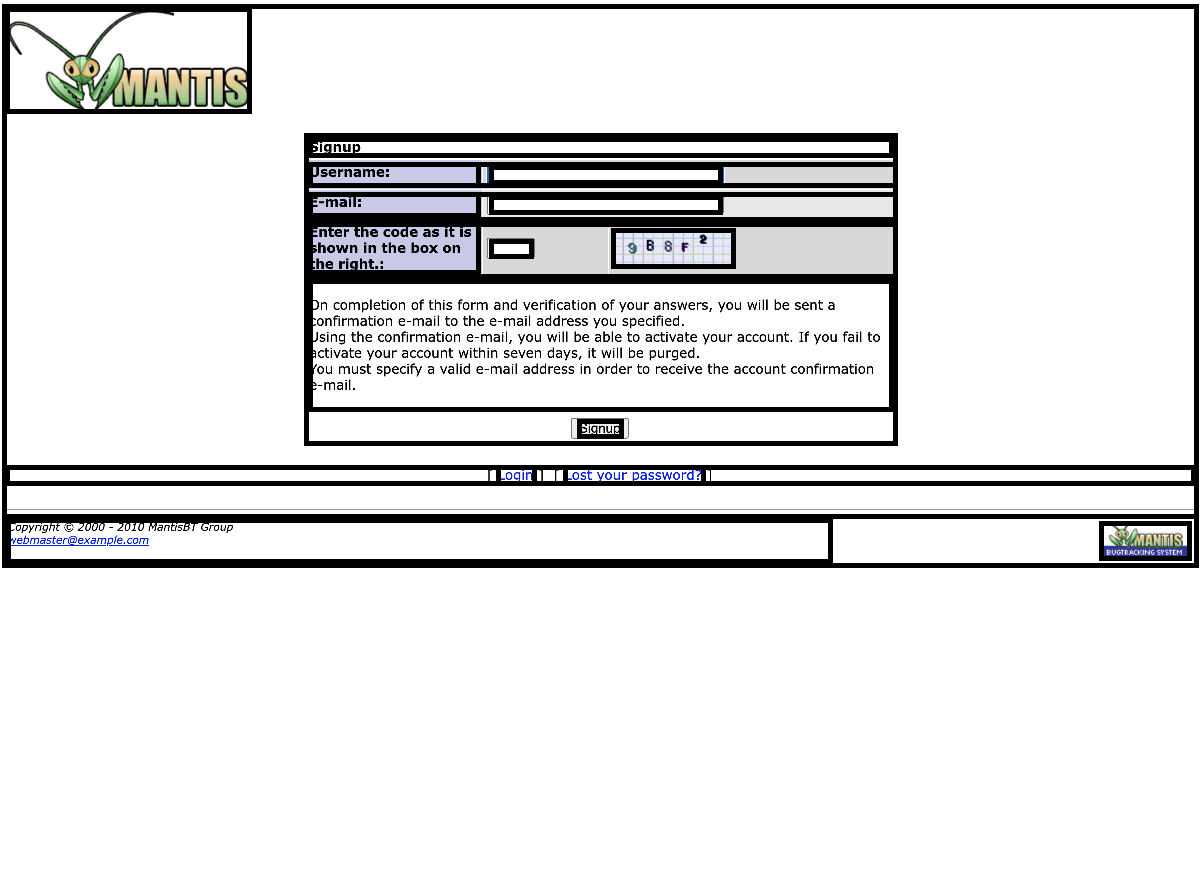 MANTIS
Signup
Username:
E-mail:
Enter the code as it is
shown in the box on
the right.:
9 B 8 F 2
On completion of this form and verification of your answers, you will be sent a
confirmation e-mail to the e-mail address you specified.
Using the confirmation e-mail, you will be able to activate your account. If you fail to
activate your account within seven days, it will be purged.
You must specify a valid e-mail address in order to receive the account confirmation
e-mail.
Signup
[ Login ] [ Lost your password? ]
Copyright © 2000 - 2010 MantisBT Group
webmaster@example.com
MANTIS
BUGTRACKING SYSTEM